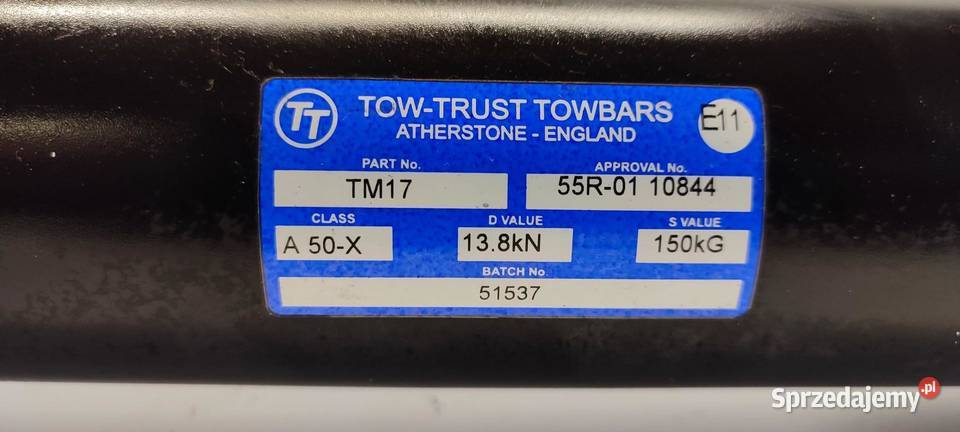 TT
TOW-TRUST TOWBARS
ATHERSTONE - ENGLAND
E11
PART No.
APPROVAL No.
TM17
55R-01 10844
CLASS
D VALUE
S VALUE
A 50-X
13.8kN
150kG
BATCH No.
51537
Sprzedajemy.pl